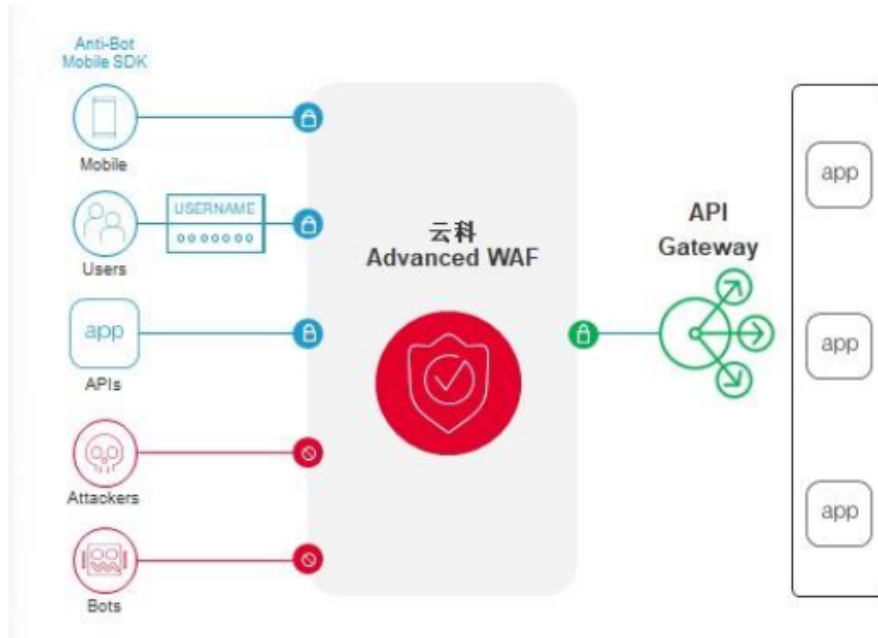 Anti-Bot
Mobile SDK
Mobile
USERNAME
Users
app
APIs
Attackers
Bots
云科
Advanced WAF
API
Gateway
app
app
app